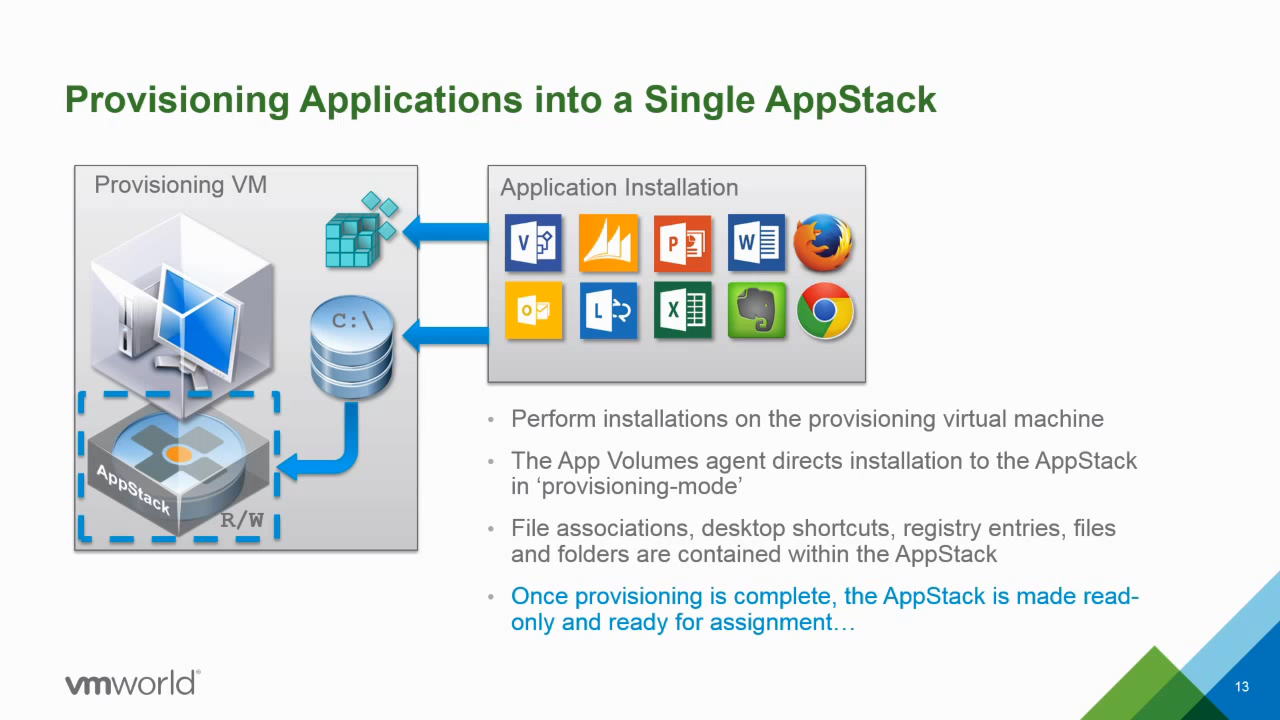 Provisioning Applications into a Single AppStack
Provisioning VM
C:\
AppStack
R/W
Application Installation
V
P
W
O
L
X
• Perform installations on the provisioning virtual machine
• The App Volumes agent directs installation to the AppStack
in ‘provisioning-mode’
• File associations, desktop shortcuts, registry entries, files
and folders are contained within the AppStack
• Once provisioning is complete, the AppStack is made read-
only and ready for assignment…
vmworld®
13